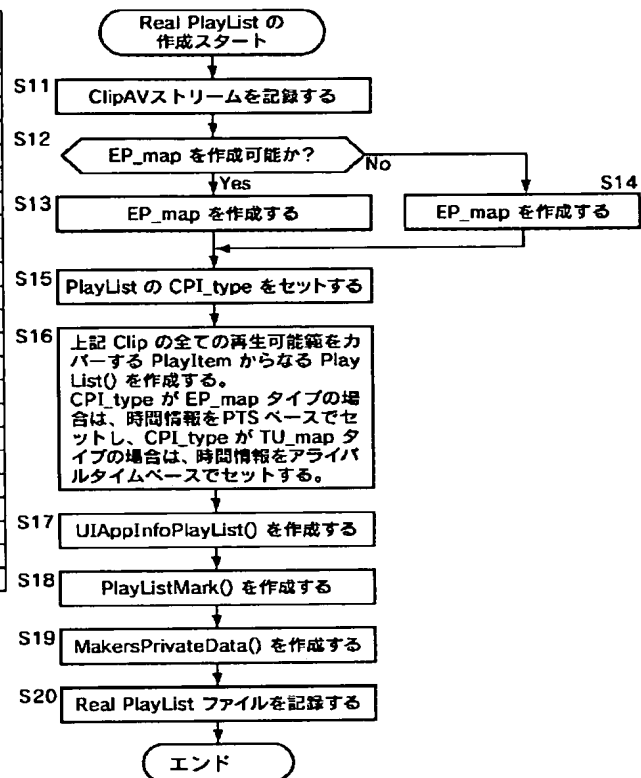 Real PlayList の
作成スタート
S11
ClipAVストリームを記録する
S12
EP_map を作成可能か?
No
Yes
S13
EP_map を作成する
S14
EP_map を作成する
S15
PlayList の CPI_type をセットする
S16
上記 Clip の全ての再生可能範をカ
バーする PlayItem からなる Play
List() を作成する。
CPI_type が EP_map タイプの場
合は、時間情報をPTS ベースでセ
ットし、CPI_type が TU_map タ
イプの場合は、時間情報をアライバ
ルタイムベースでセットする。
S17
UIAppInfoPlayList() を作成する
S18
PlayListMark() を作成する
S19
MakersPrivateData() を作成する
S20
Real PlayList ファイルを記録する
エンド